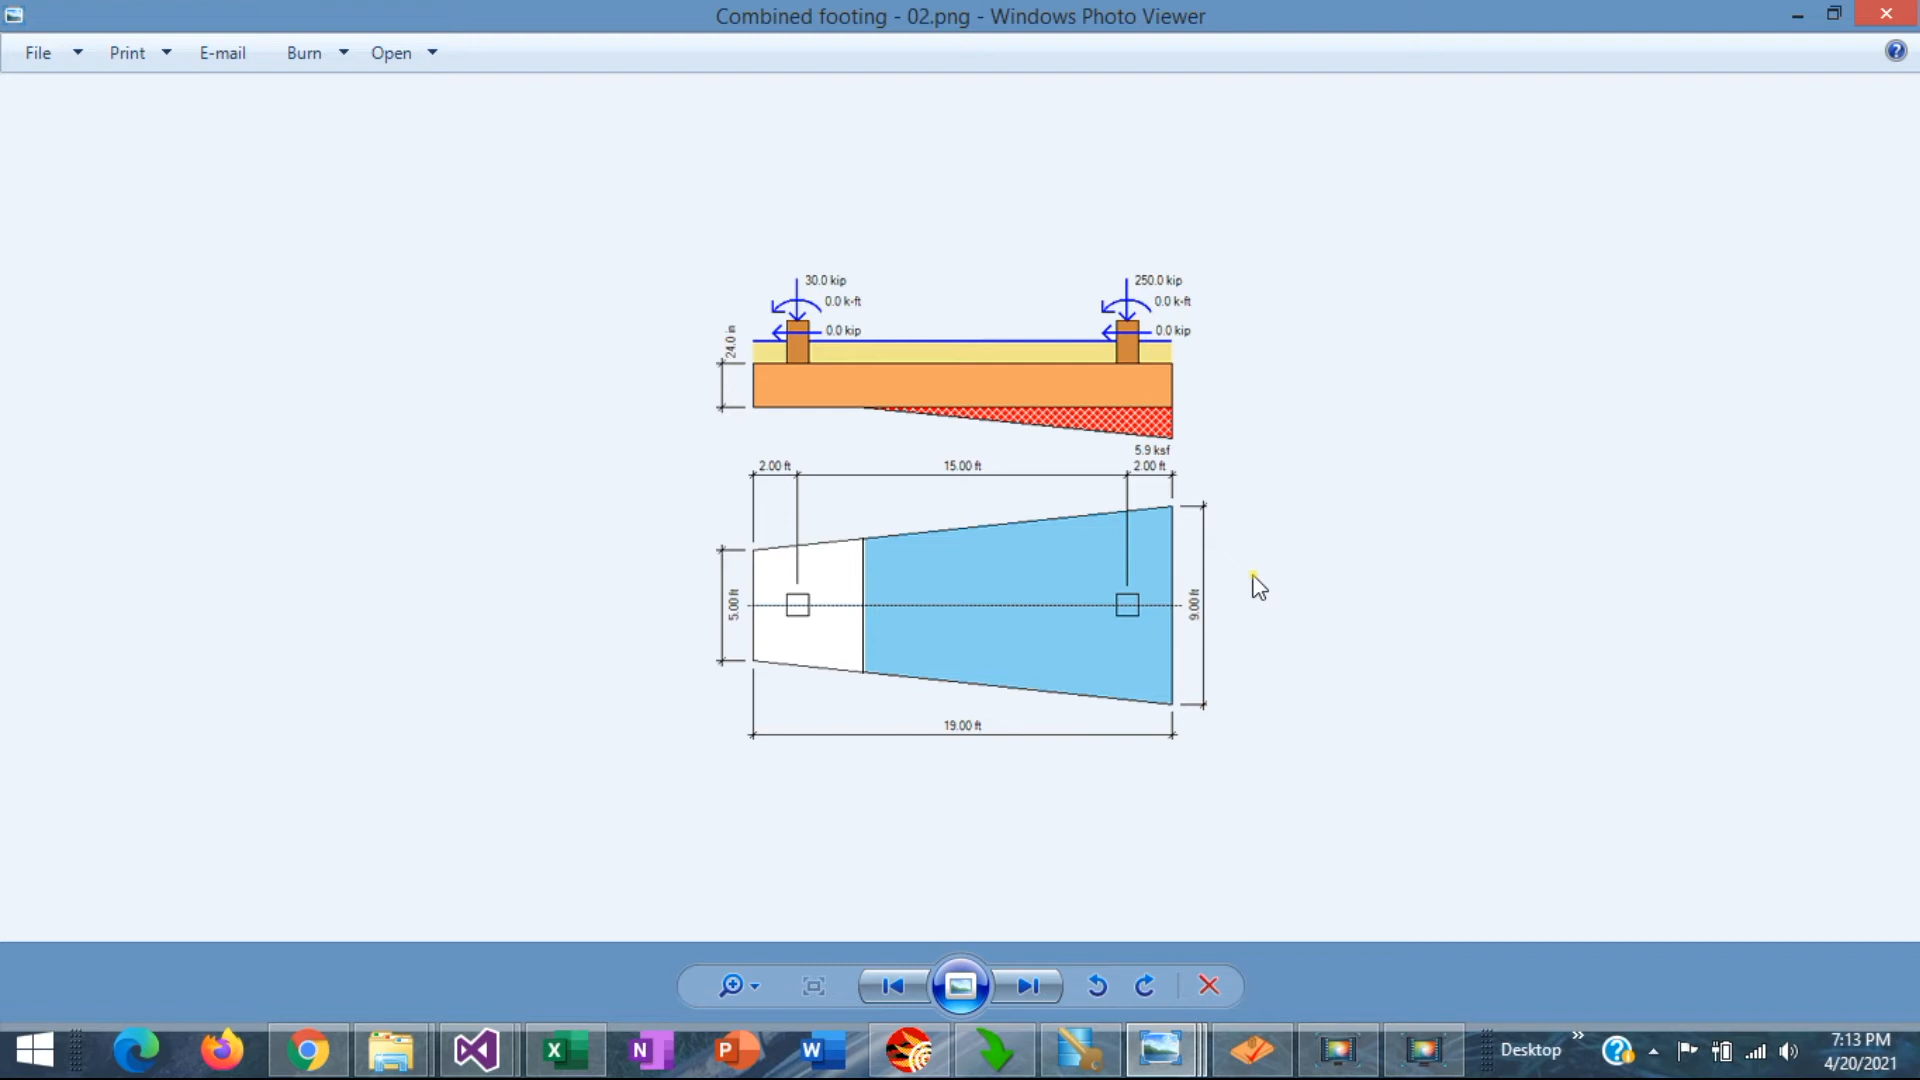 Combined footing - 02.png - Windows Photo Viewer
File Print E-mail Burn Open
30.0 kip 250.0 kip
0.0 k-ft 0.0 k-ft
0.0 kip 0.0 kip
24.0 in
5.9 ksf
2.00 ft 15.00 ft 2.00 ft
5.00 ft
9.00 ft
19.00 ft
Desktop
7:13 PM
4/20/2021